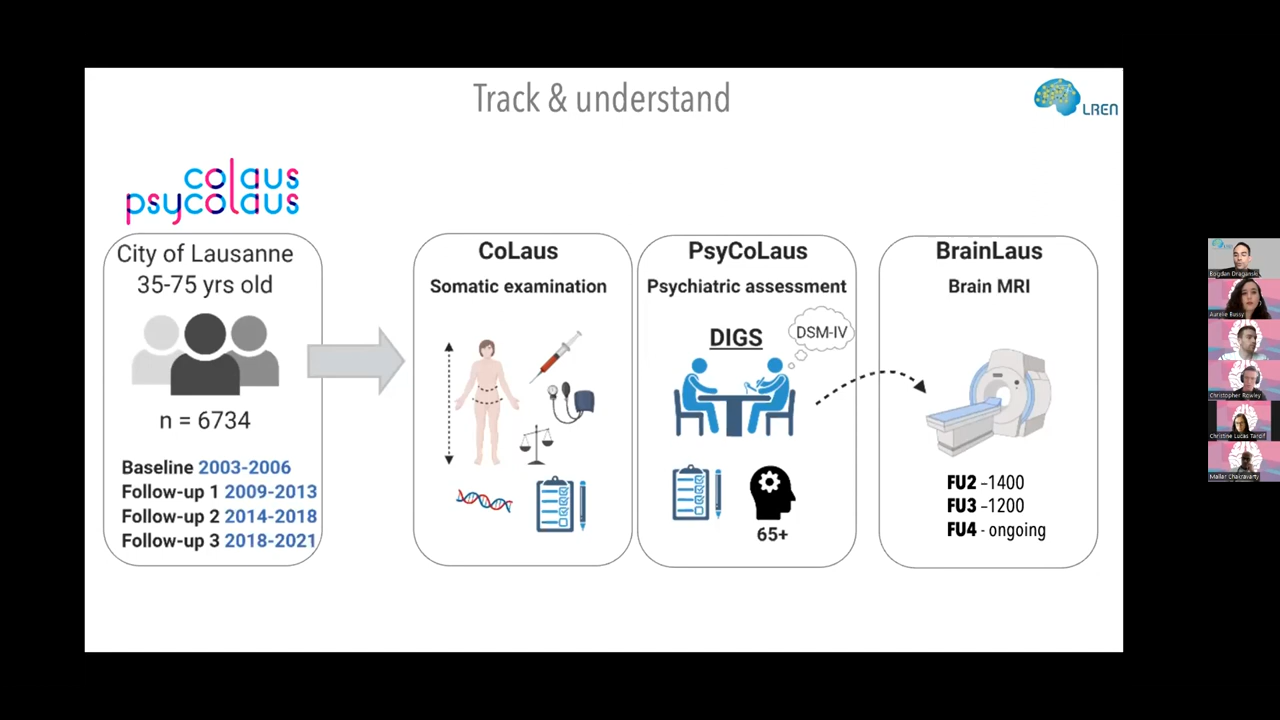 Track & understand
LREN
colaus
psycolaus
City of Lausanne
35-75 yrs old
n = 6734
Baseline 2003-2006
Follow-up 1 2009-2013
Follow-up 2 2014-2018
Follow-up 3 2018-2021
CoLaus
Somatic examination
PsyCoLaus
Psychiatric assessment
DIGS
DSM-IV
65+
BrainLaus
Brain MRI
FU2 –1400
FU3 –1200
FU4 - ongoing
Bogdan Draganski
Aurelie Bussy
Christopher Rowley
Christine Lucas Tardif
Mallar Chakravarty